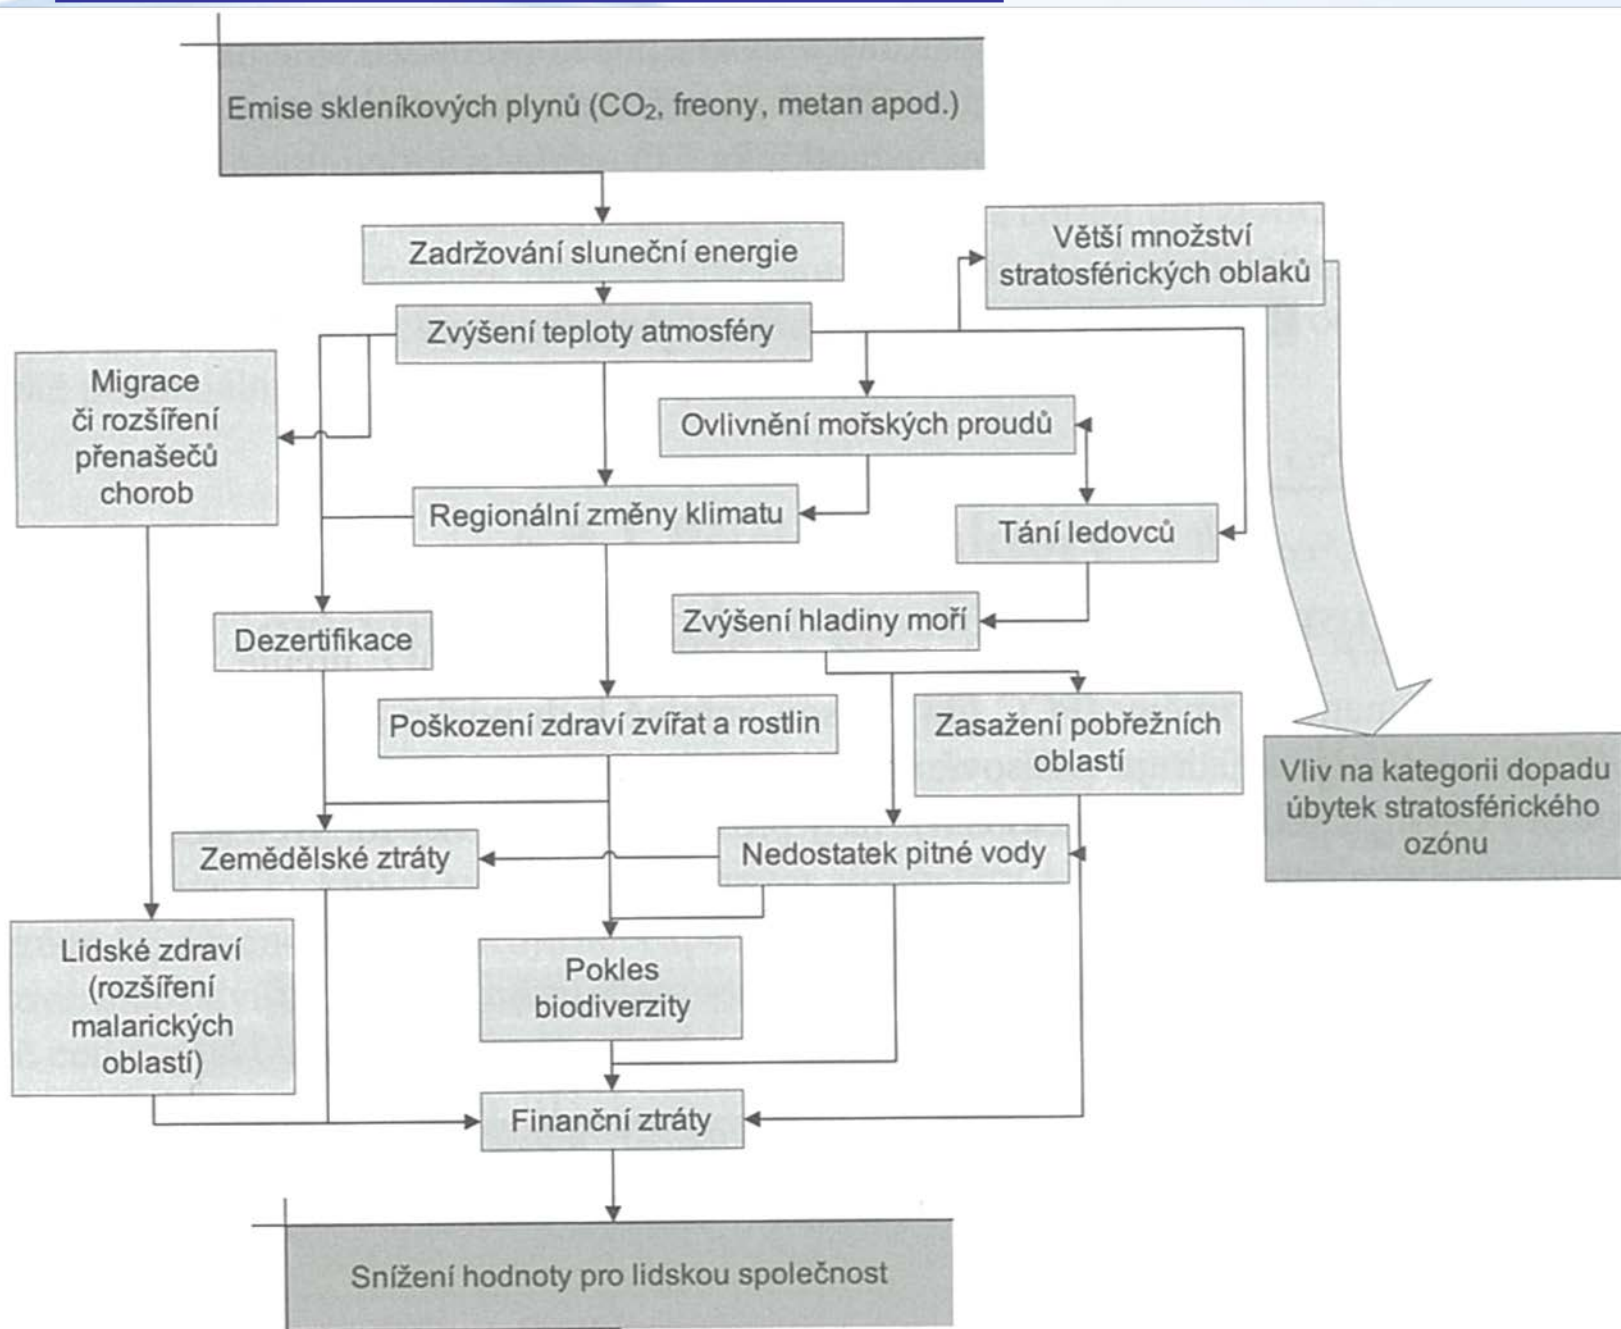 Emise skleníkových plynů (CO₂, freony, metan apod.)
Zadržování sluneční energie
Větší množství
stratosférických oblaků
Zvýšení teploty atmosféry
Migrace
či rozšíření
přenašečů
chorob
Ovlivnění mořských proudů
Regionální změny klimatu
Tání ledovců
Zvýšení hladiny moří
Dezertifikace
Poškození zdraví zvířat a rostlin
Zasažení pobřežních
oblastí
Vliv na kategorii dopadu
úbytek stratosférického
ozónu
Zemědělské ztráty
Nedostatek pitné vody
Lidské zdraví
(rozšíření
malarických
oblastí)
Pokles
biodiverzity
Finanční ztráty
Snížení hodnoty pro lidskou společnost